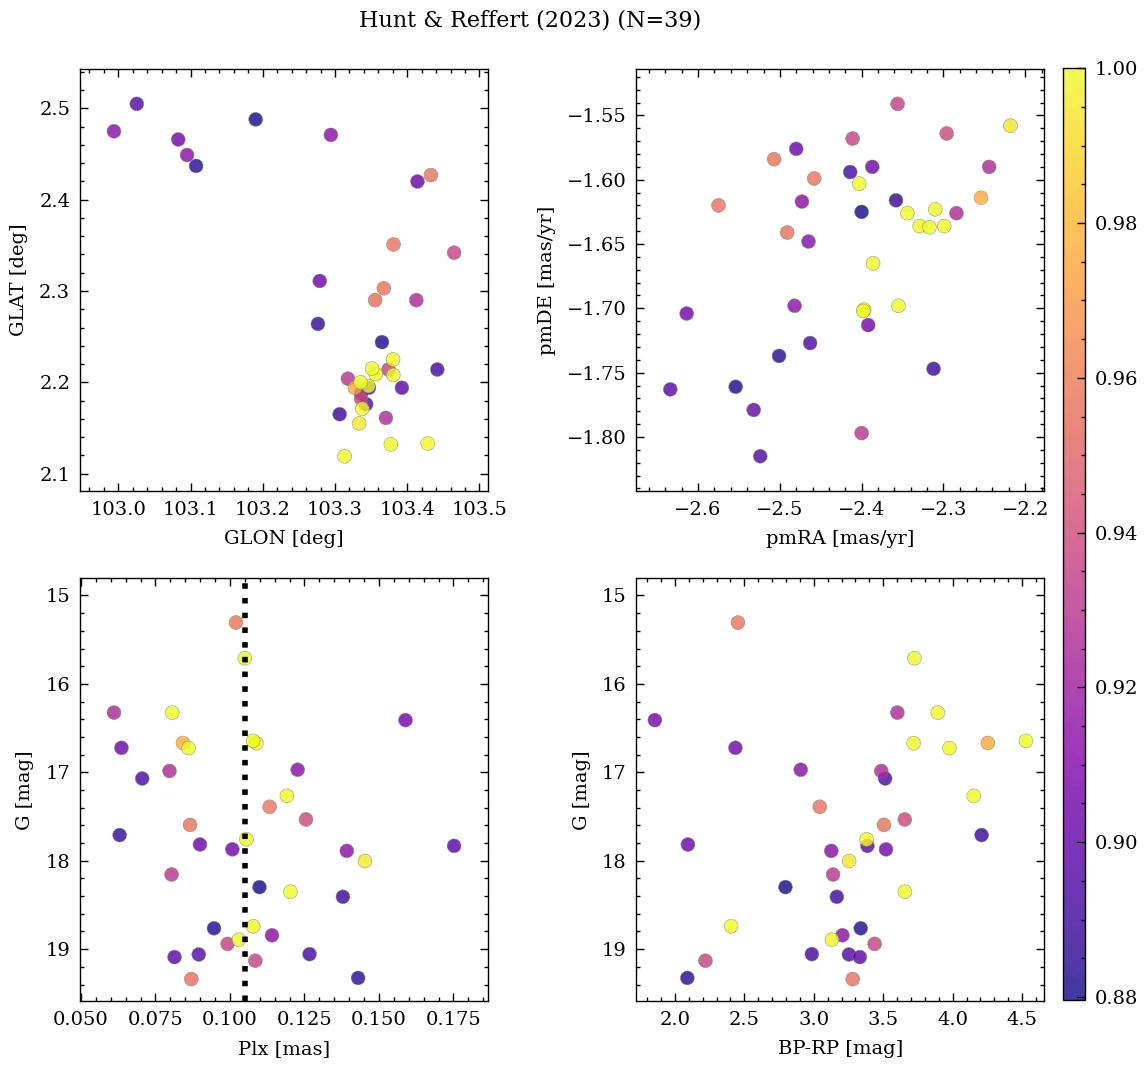 Hunt & Reffert (2023) (N=39)
2.5
2.4
2.3
2.2
2.1
GLAT [deg]
103.0 103.1 103.2 103.3 103.4 103.5
GLON [deg]
−1.55
−1.60
−1.65
−1.70
−1.75
−1.80
pmDE [mas/yr]
−2.6 −2.5 −2.4 −2.3 −2.2
pmRA [mas/yr]
15
16
17
18
19
G [mag]
0.050 0.075 0.100 0.125 0.150 0.175
Plx [mas]
15
16
17
18
19
G [mag]
2.0 2.5 3.0 3.5 4.0 4.5
BP-RP [mag]
1.00
0.98
0.96
0.94
0.92
0.90
0.88